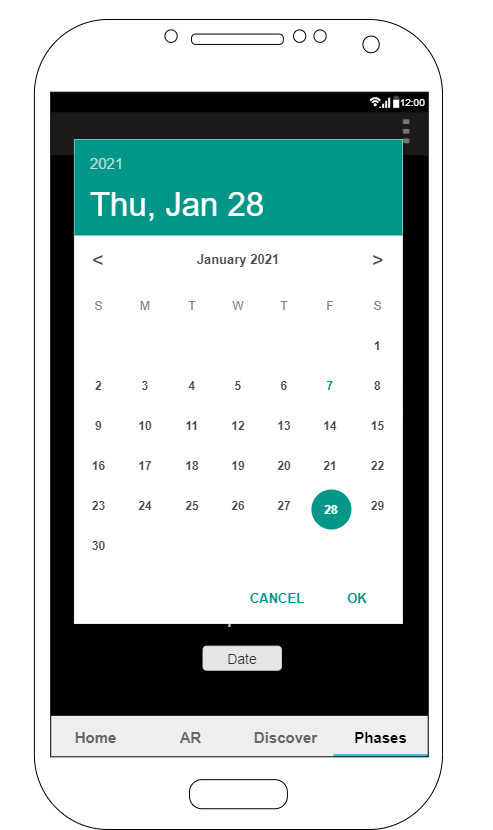 12:00
2021
Thu, Jan 28
< January 2021 >
S M T W T F S
1
2 3 4 5 6 7 8
9 10 11 12 13 14 15
16 17 18 19 20 21 22
23 24 25 26 27 28 29
30
CANCEL OK
Date
Home AR Discover Phases